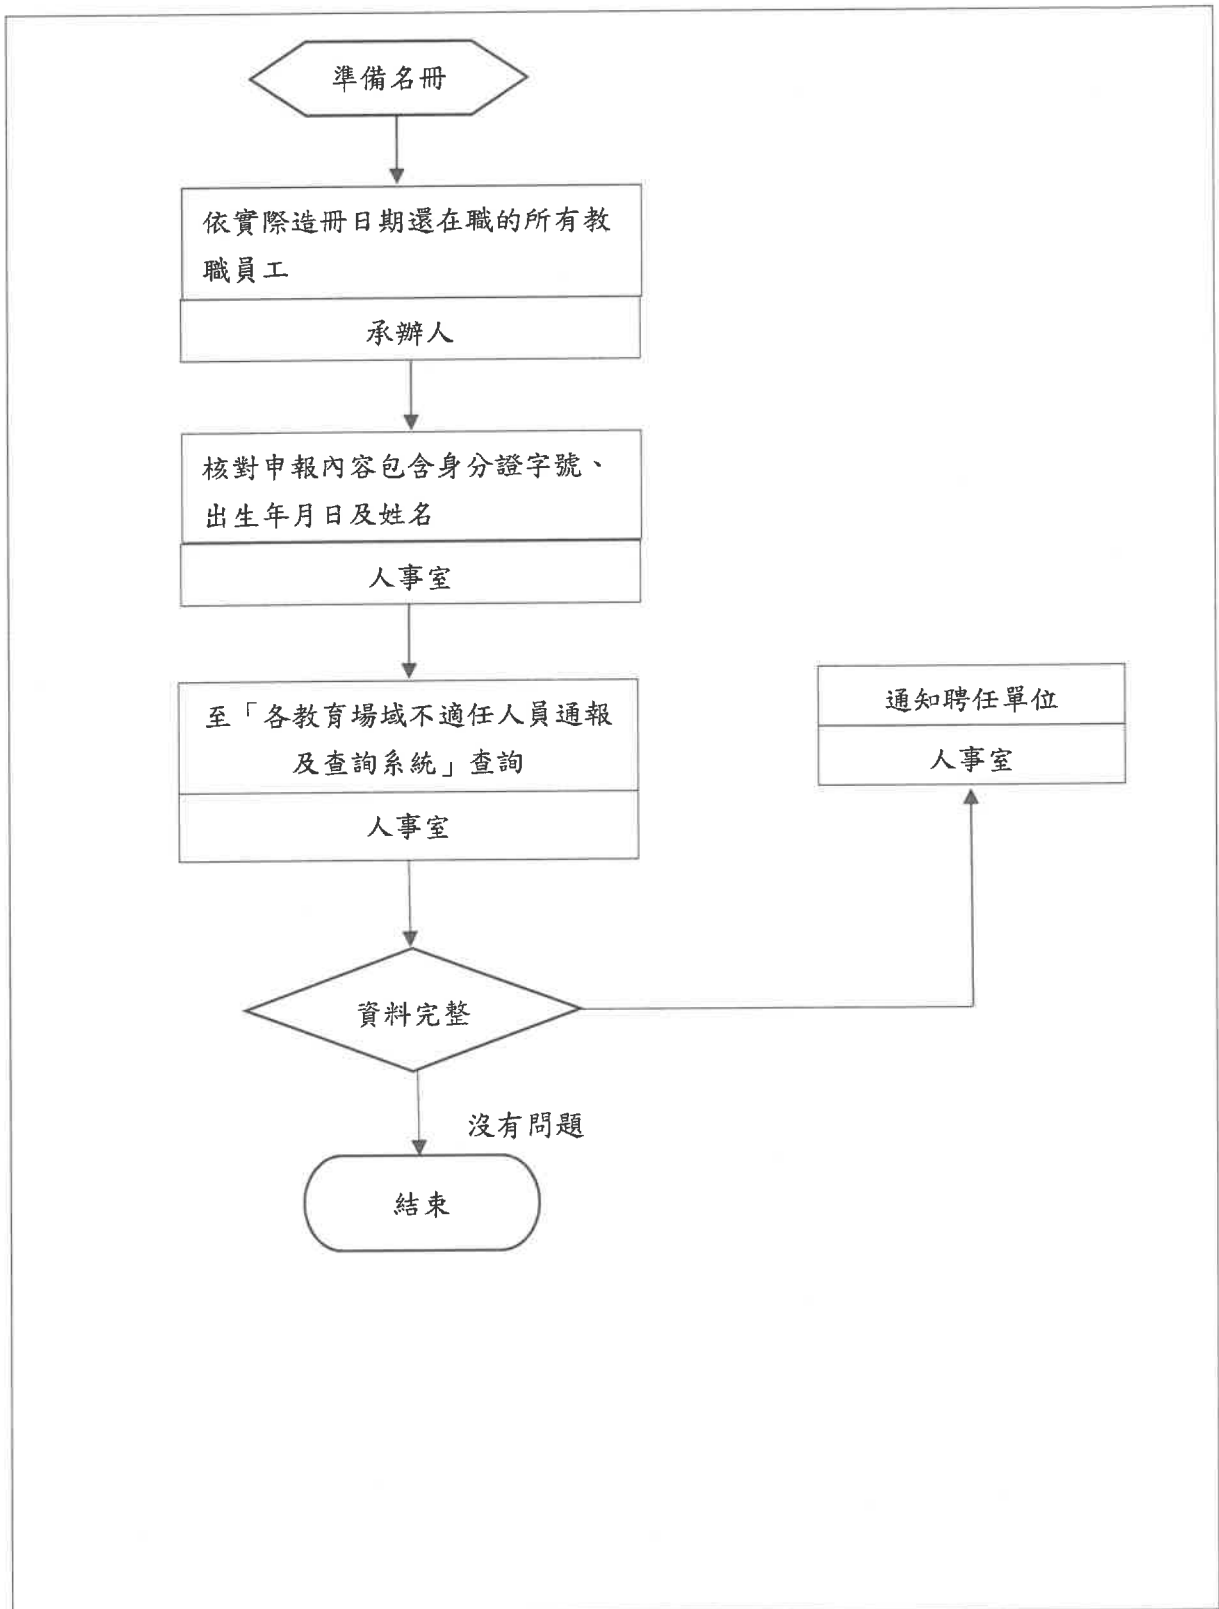 準備名冊
依實際造冊日期還在職的所有教
職員工
承辦人
核對申報內容包含身分證字號、
出生年月日及姓名
人事室
至「各教育場域不適任人員通報
及查詢系統」查詢
人事室
通知聘任單位
人事室
資料完整
沒有問題
結束